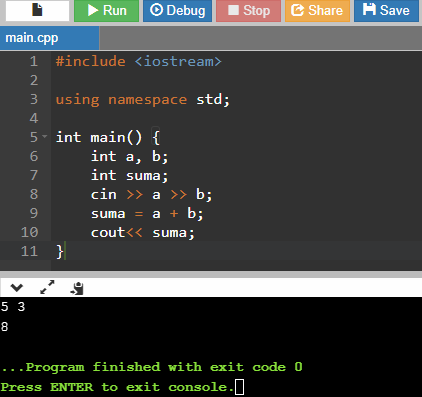 Run Debug Stop Share Save
main.cpp
1 #include <iostream>
2
3 using namespace std;
4
5 int main() {
6     int a, b;
7     int suma;
8     cin >> a >> b;
9     suma = a + b;
10     cout<< suma;
11 }
5 3
8
...Program finished with exit code 0
Press ENTER to exit console.